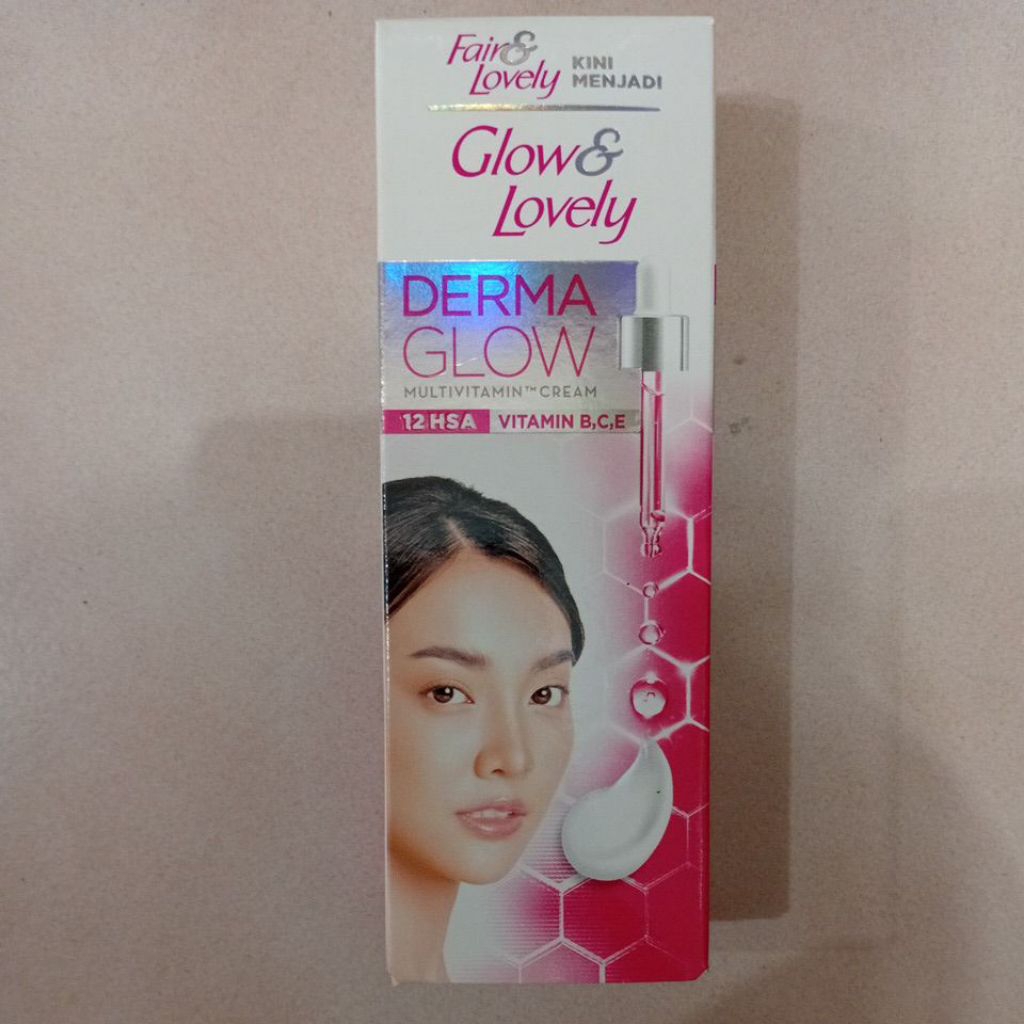 Fair&
Lovely
KINI
MENJADI
Glow&
Lovely
DERMA
GLOW
MULTIVITAMIN™ CREAM
12 HSA VITAMIN B,C,E